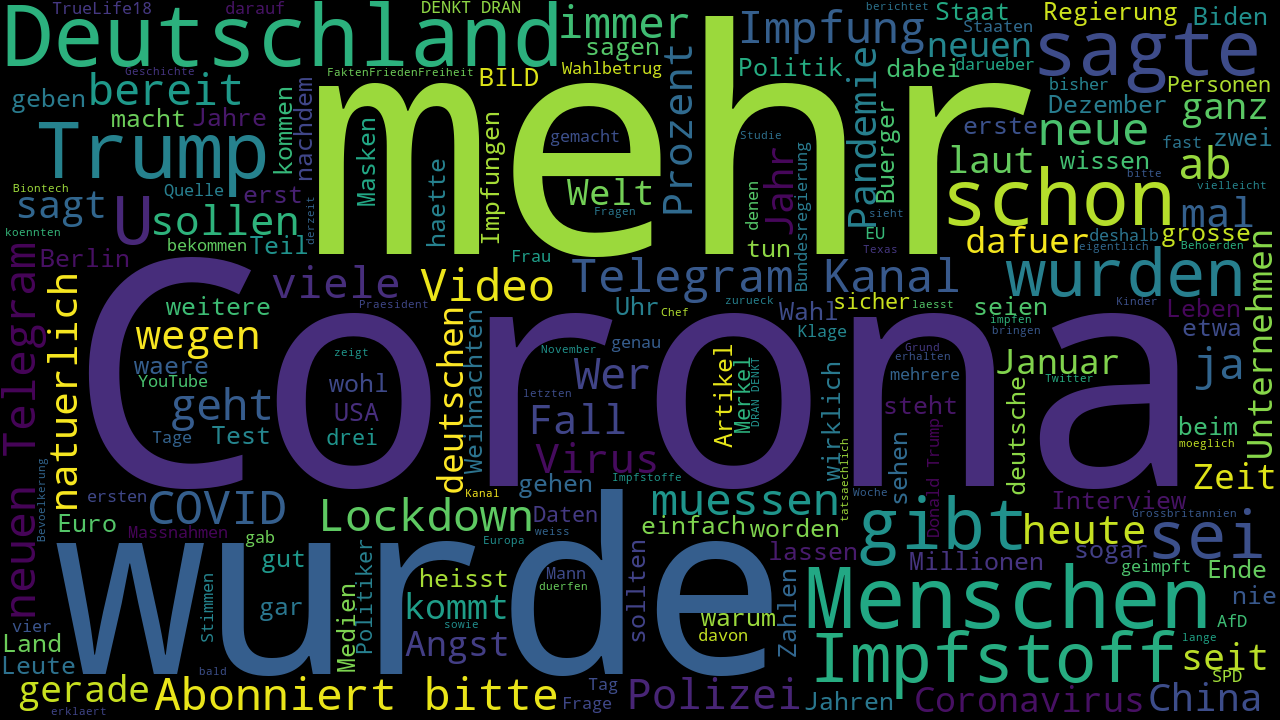 TrueLife18
darauf
DENKT DRAN
immer
Impfung
berichtet
Staat
Regierung
Biden
Deutschland
sagen
neuen
Staaten
sagte
Geschichte
FaktenFriedenFreiheit
BILD
Wahlbetrug
Prozent
Politik
Pandemie
dabei
darueber
bisher
Personen
geben
bereit
kommen
nachdem
mehr
macht
Jahre
Masken
Impfungen
gemacht
Studie
Buerger
erste
neue
Dezember
ganz
zwei
fast
Trump
laut
wissen
ab
bitte
Biontech
Quelle
erst
haette
Welt
denen
Jahr
Bundesregierung
schon
vielleicht
sagt
U
sollen
derzeit
Fragen
sieht
mal
koennten
bekommen
Teil
Frau
tun
EU
Texas
dafuer
deshalb
eigentlich
grosse
Behoerden
neuen Telegram
Berlin
natuerlich
viele
Video
Telegram Kanal
wurden
Unternehmen
weitere
Praesident
Uhr
Chef
zurueck
Wahl
sicher
laesst
seien
impfen
Kinder
Leben
wegen
deutschen
Weihnachten
genau
Klage
bringen
etwa
waere
zeigt
November
Artikel
Merkel
DRAN DENKT
wirklich
Grund
erhalten
Januar
ja
YouTube
wohl
Wer
mehrere
Twitter
Corona
geht
USA
letzten
Fall
steht
deutsche
beim
Tage
Test
drei
Donald Trump
sehen
moeglich
Virus
tatsaechlich
Bevoelkerung
gehen
Impfstoffe
Woche
Zeit
ersten
COVID
Kanal
muessen
Interview
Lockdown
Daten
gibt
Grossbritannien
Euro
Massnahmen
gab
weiss
einfach
worden
heute
sei
Europa
wurde
gut
Politiker
heisst
Mann
duerfen
sollten
lassen
Millionen
sogar
geimpft
Ende
Stimmen
gar
Medien
kommt
sowie
Zahlen
Menschen
nie
vier
Angst
warum
davon
AfD
Land
Leute
bald
Impfstoff
lange
seit
SPD
gerade
erklaert
Abonniert bitte
Tag
Frage
Polizei
Jahren
Coronavirus
China